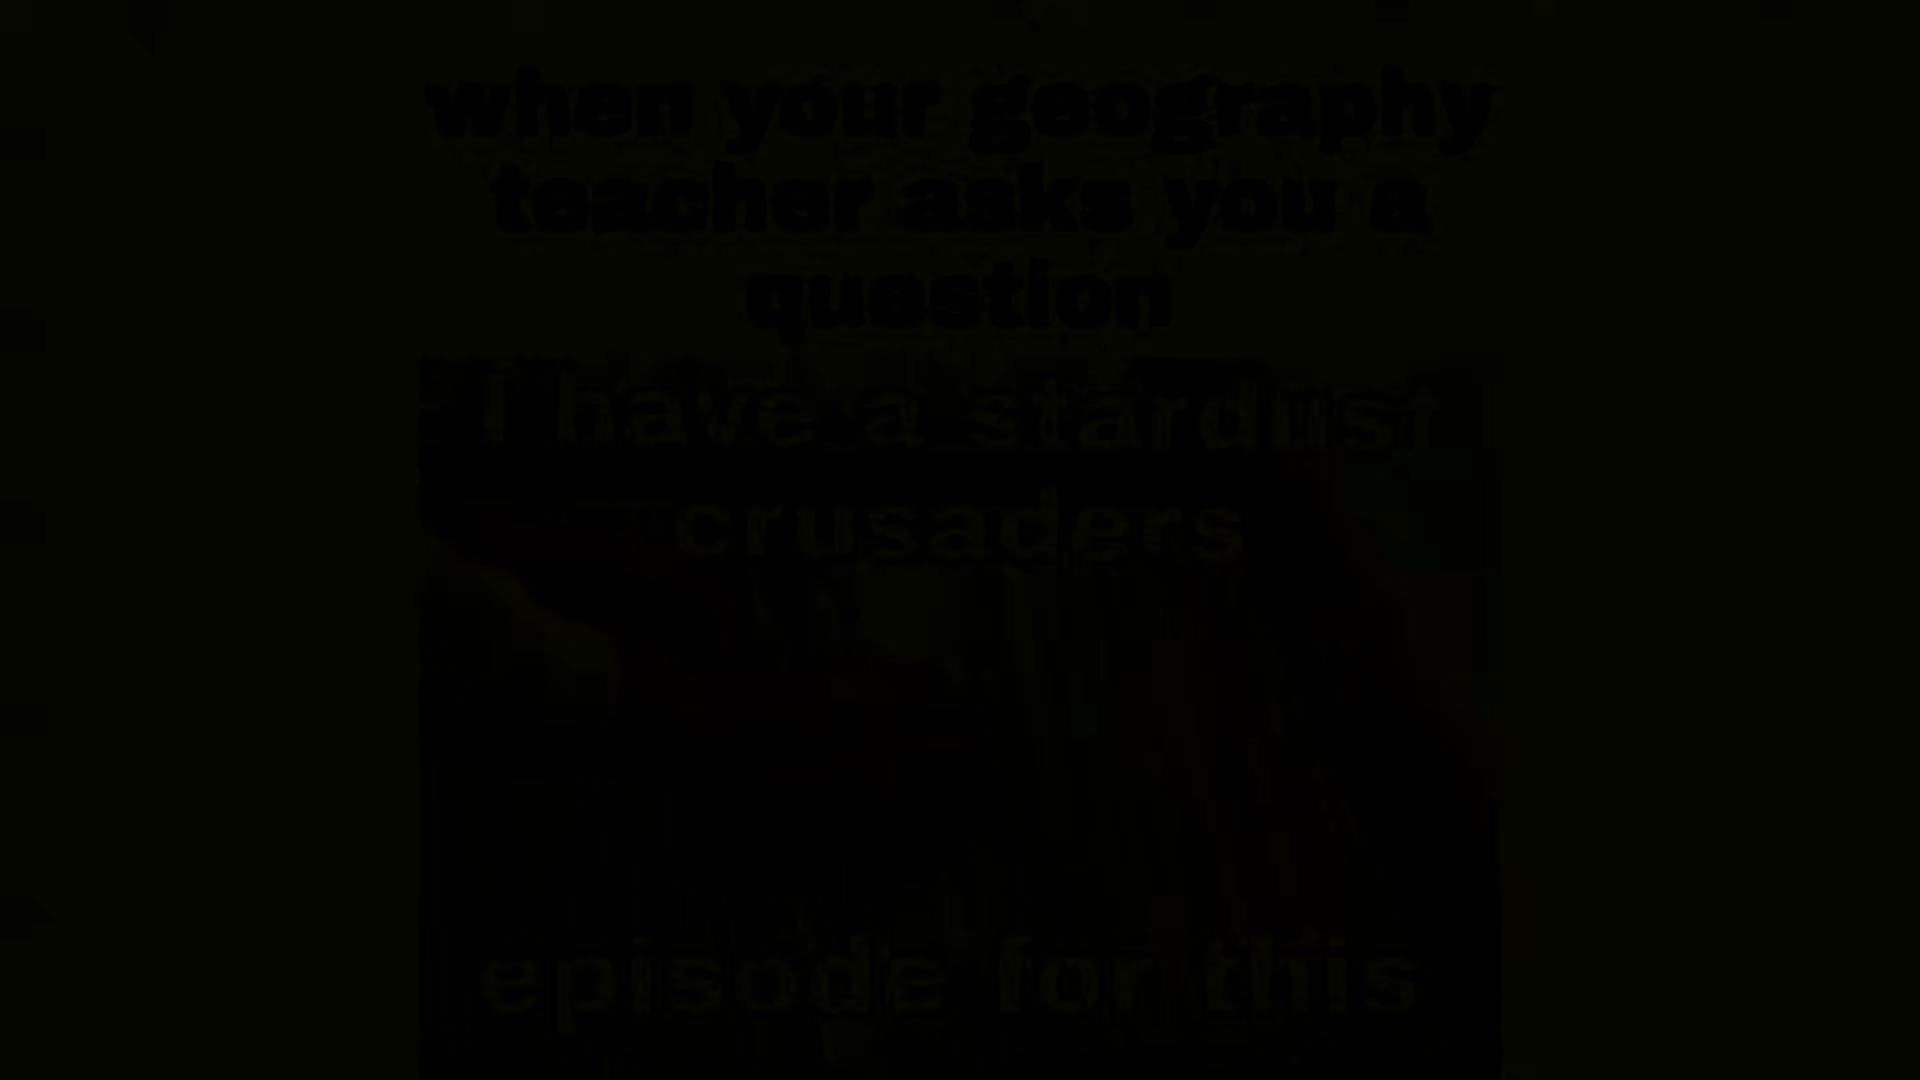 when your geography
teacher asks you a
question
I have a stardust
crusaders
episode for this